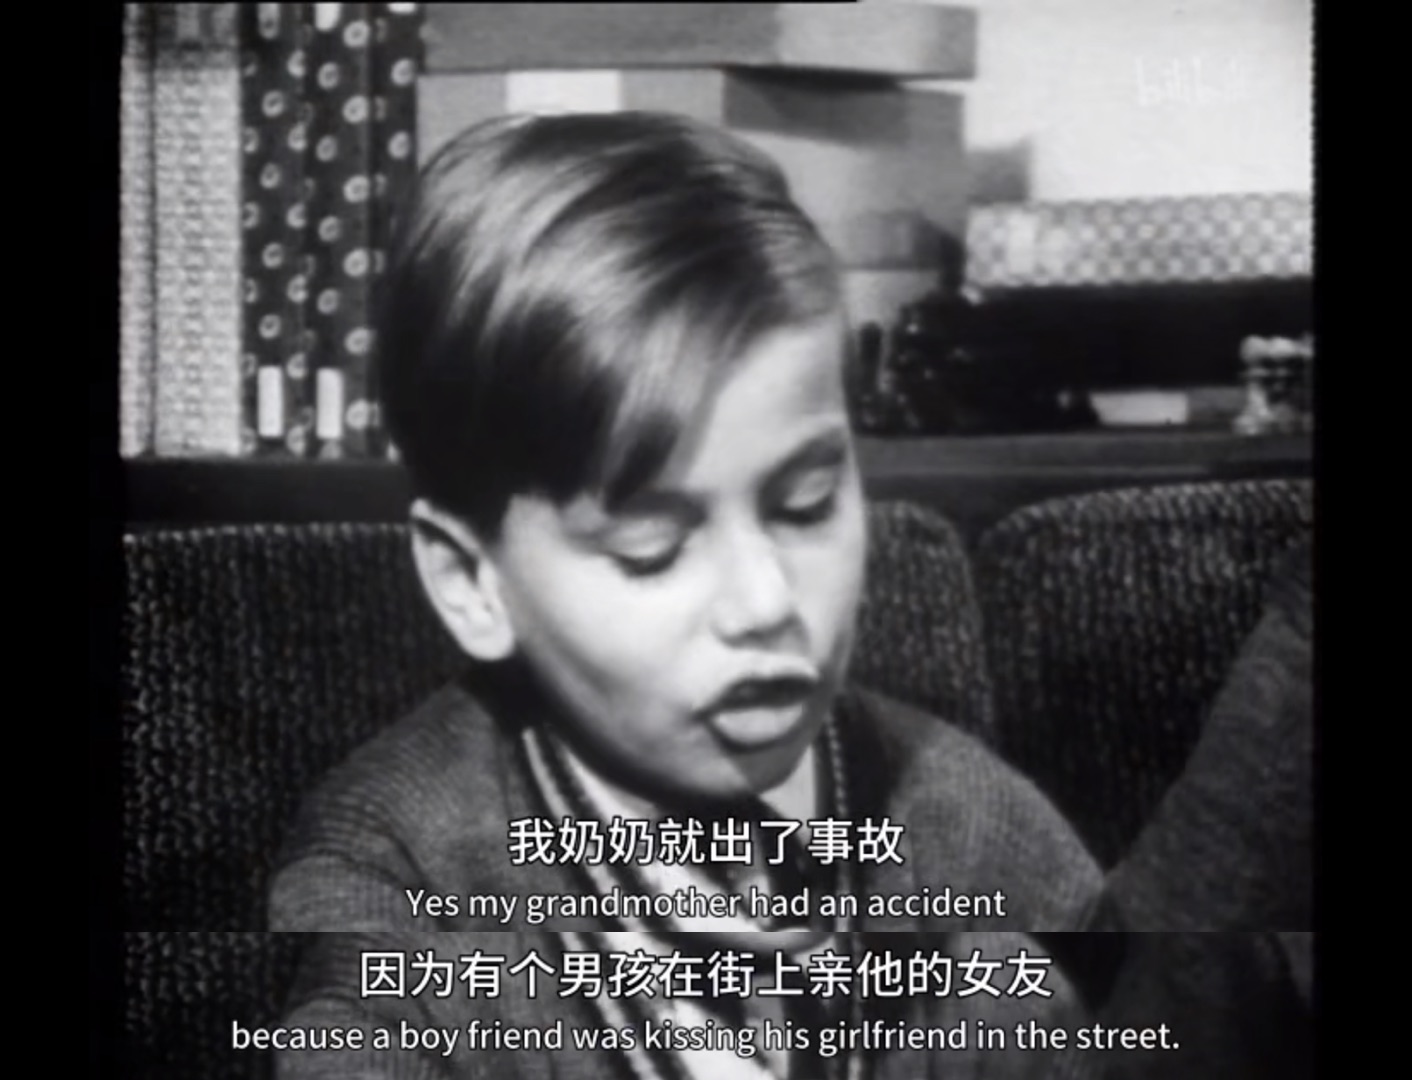 bilibili
我奶奶就出了事故
Yes my grandmother had an accident
因为有个男孩在街上亲他的女友
because a boy friend was kissing his girlfriend in the street.